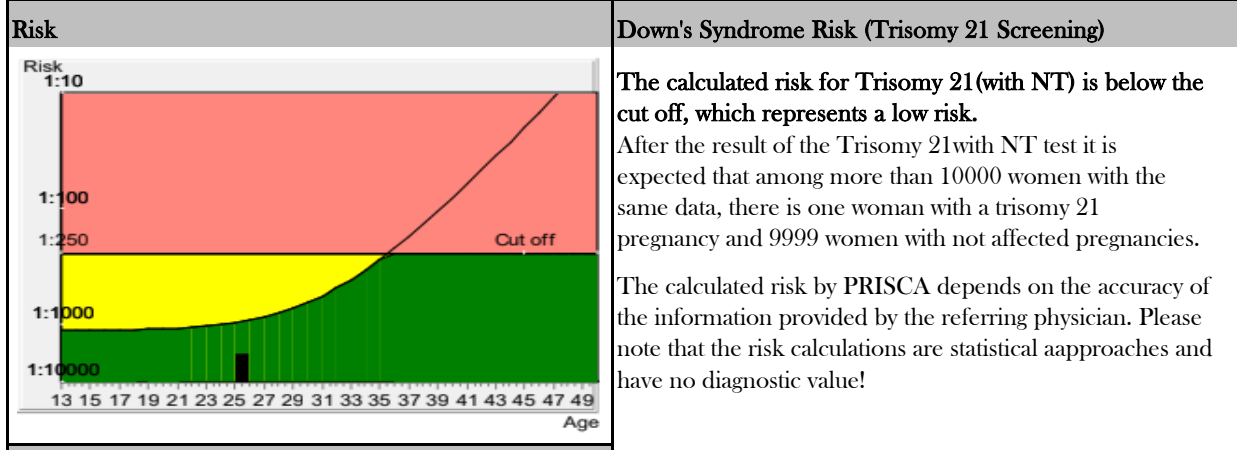 Risk
Down's Syndrome Risk (Trisomy 21 Screening)
Risk
1:10
1:100
1:250
Cut off
1:1000
1:10000
13 15 17 19 21 23 25 27 29 31 33 35 37 39 41 43 45 47 49
Age
The calculated risk for Trisomy 21(with NT) is below the
cut off, which represents a low risk.
After the result of the Trisomy 21with NT test it is
expected that among more than 10000 women with the
same data, there is one woman with a trisomy 21
pregnancy and 9999 women with not affected pregnancies.
The calculated risk by PRISCA depends on the accuracy of
the information provided by the referring physician. Please
note that the risk calculations are statistical aapproaches and
have no diagnostic value!